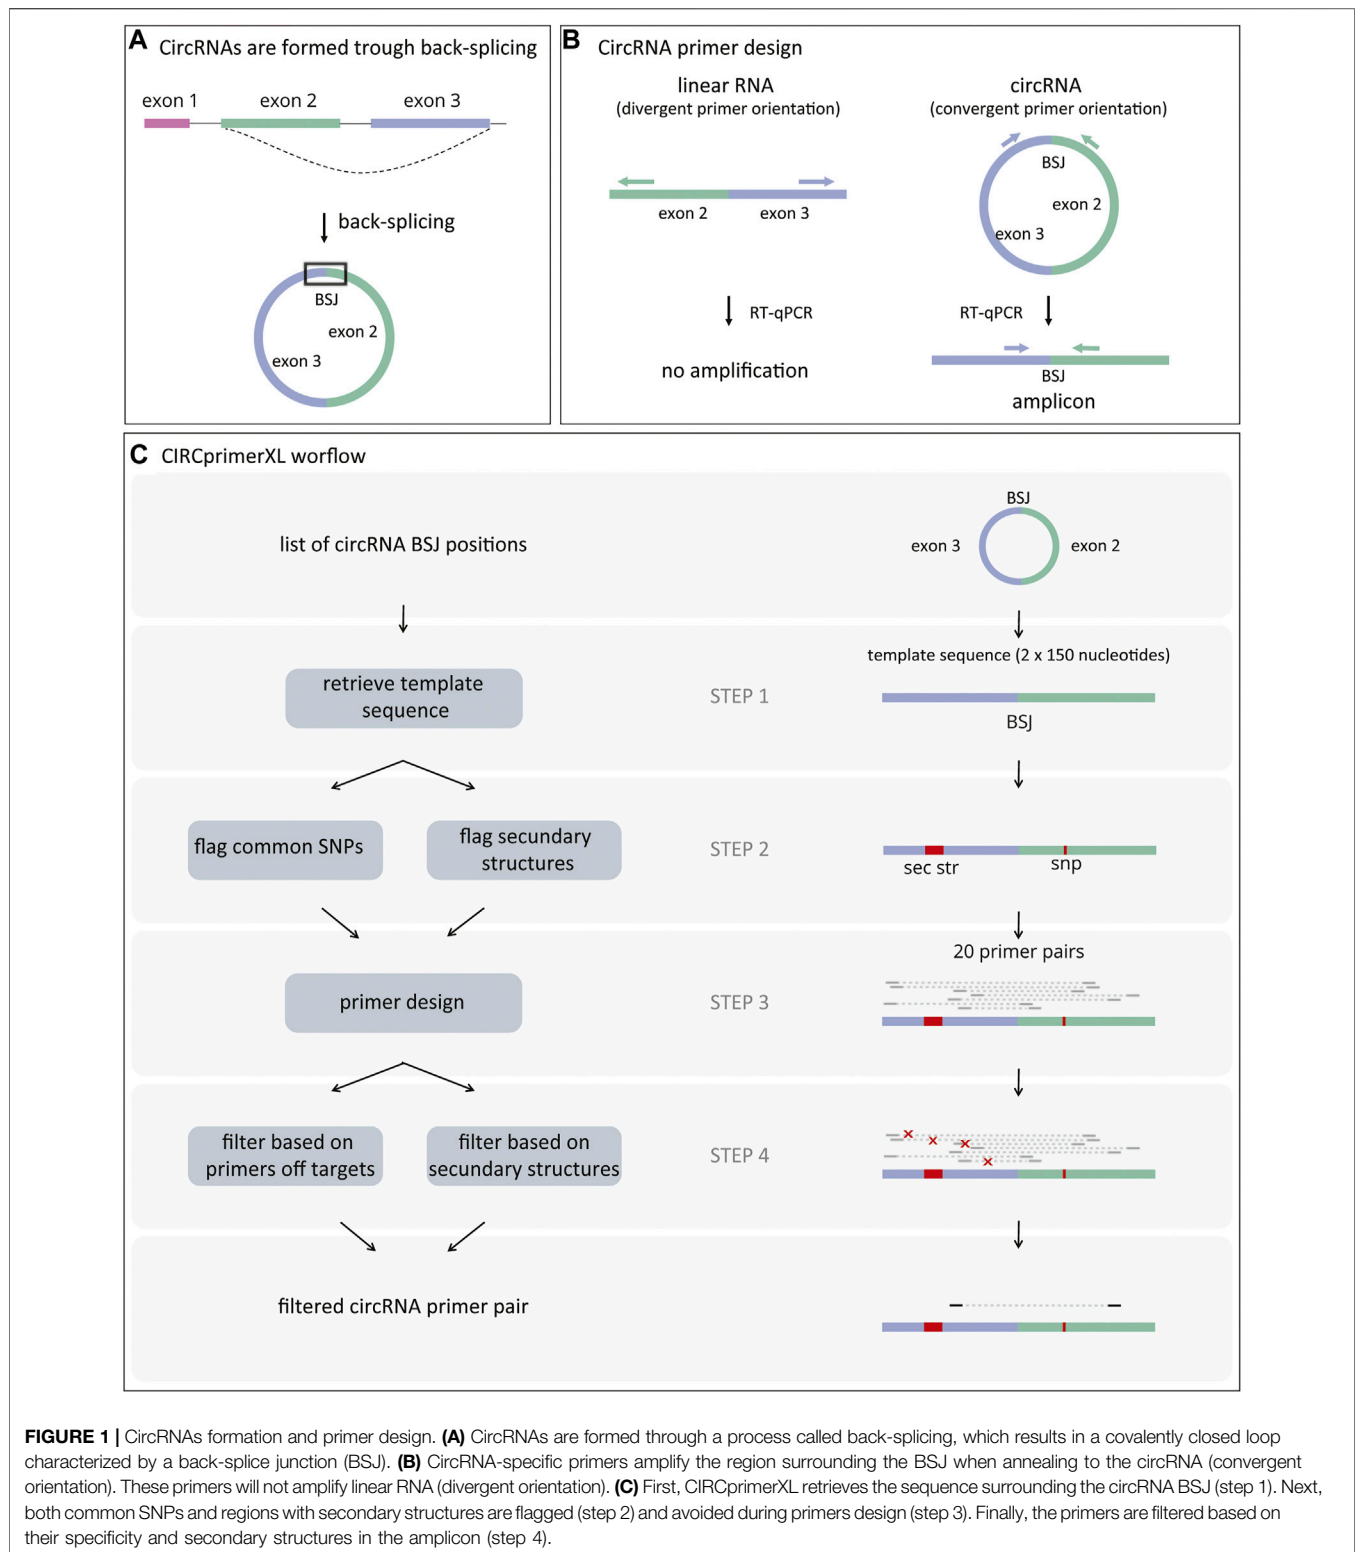 A CircRNAs are formed trough back-splicing
exon 1 exon 2 exon 3
back-splicing
BSJ
exon 2
exon 3
B CircRNA primer design
linear RNA
(divergent primer orientation)
exon 2 exon 3
RT-qPCR
no amplification
circRNA
(convergent primer orientation)
BSJ
exon 2
exon 3
RT-qPCR
BSJ
amplicon
C CIRCprimerXL worflow
list of circRNA BSJ positions
BSJ
exon 3 exon 2
retrieve template
sequence
STEP 1
template sequence (2 x 150 nucleotides)
BSJ
flag common SNPs
flag secundary
structures
STEP 2
sec str snp
primer design
STEP 3
20 primer pairs
filter based on
primers off targets
filter based on
secundary structures
STEP 4
filtered circRNA primer pair
FIGURE 1 | CircRNAs formation and primer design. (A) CircRNAs are formed through a process called back-splicing, which results in a covalently closed loop
characterized by a back-splice junction (BSJ). (B) CircRNA-specific primers amplify the region surrounding the BSJ when annealing to the circRNA (convergent
orientation). These primers will not amplify linear RNA (divergent orientation). (C) First, CIRCprimerXL retrieves the sequence surrounding the circRNA BSJ (step 1). Next,
both common SNPs and regions with secondary structures are flagged (step 2) and avoided during primers design (step 3). Finally, the primers are filtered based on
their specificity and secondary structures in the amplicon (step 4).